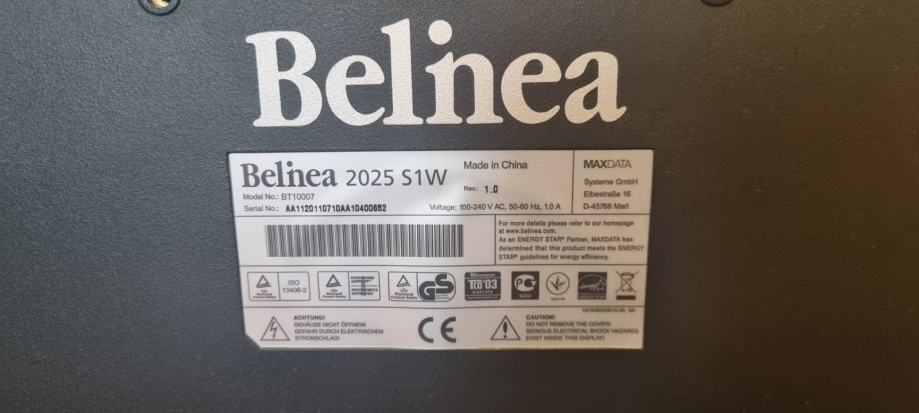 Belinea
Belinea 2025 S1W
Made in China
Rev.: 1.0
Model No.: BT10007
Serial No.: AA1120110710AA10400652
Voltage: 100-240 V AC, 50-60 Hz, 1.0 A
MAXDATA
Systeme GmbH
Elbestraße 16
D-45768 Marl
For more details please refer to our homepage
at www.belinea.com.
As an ENERGY STAR® Partner, MAXDATA has
determined that this product meets the ENERGY
STAR® guidelines for energy efficiency.
ISO
13406-2
GS
TCO'03
DISPLAYS
ACHTUNG!
GEHÄUSE NICHT ÖFFNEN!
GEFAHR DURCH ELEKTRISCHEN
STROMSCHLAG!
CE
CAUTION!
DO NOT REMOVE THE COVER!
SERIOUS ELECTRICAL SHOCK HAZARDS
EXIST INSIDE THIS DISPLAY!